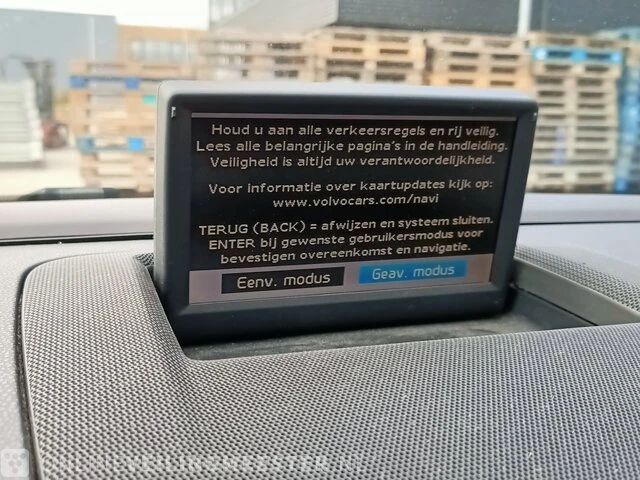 Houd u aan alle verkeersregels en rij veilig.
Lees alle belangrijke pagina's in de handleiding.
Veiligheid is altijd uw verantwoordelijkheid.
Voor informatie over kaartupdates kijk op:
www.volvocars.com/navi
TERUG (BACK) = afwijzen en systeem sluiten.
ENTER bij gewenste gebruikersmodus voor
bevestigen overeenkomst en navigatie.
Eenv. modus Geav. modus
ONLINEVEILINGMEESTER.NL